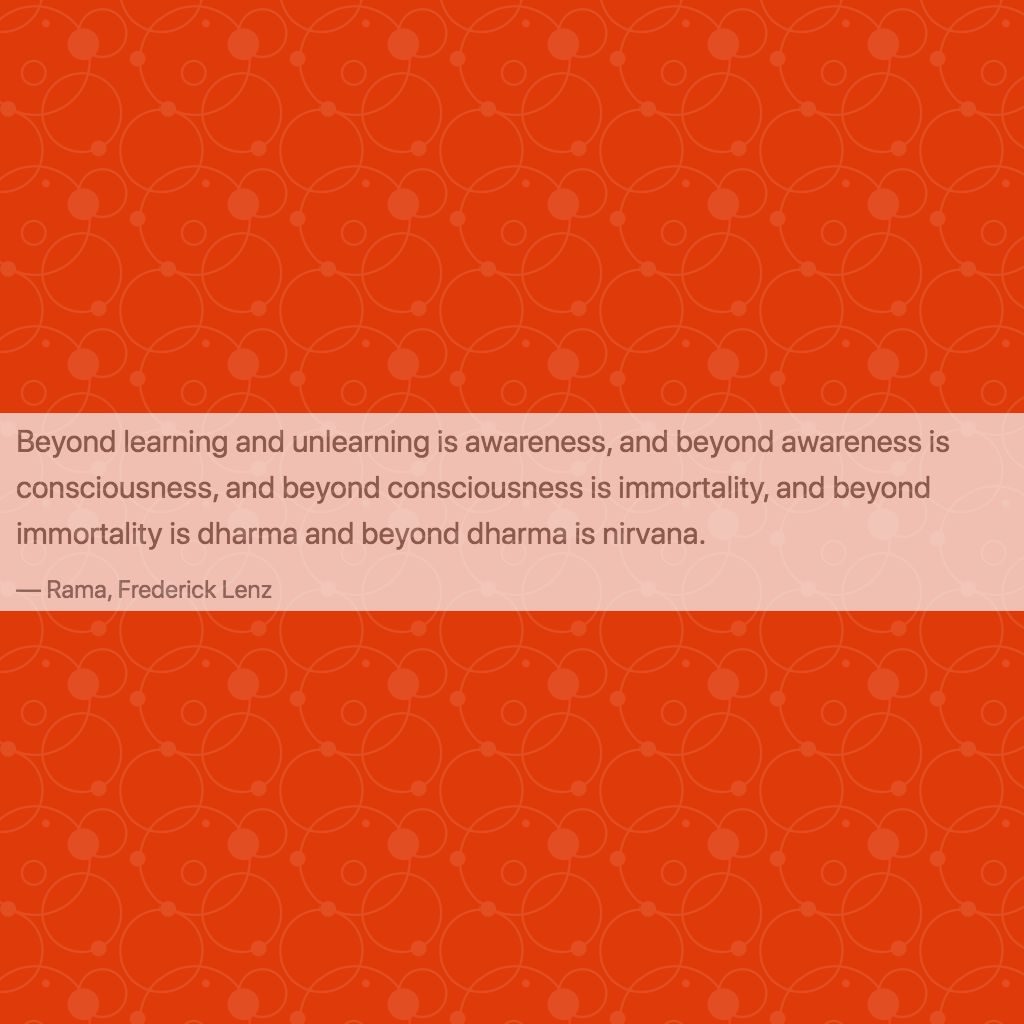 Beyond learning and unlearning is awareness, and beyond awareness is
consciousness, and beyond consciousness is immortality, and beyond
immortality is dharma and beyond dharma is nirvana.
— Rama, Frederick Lenz